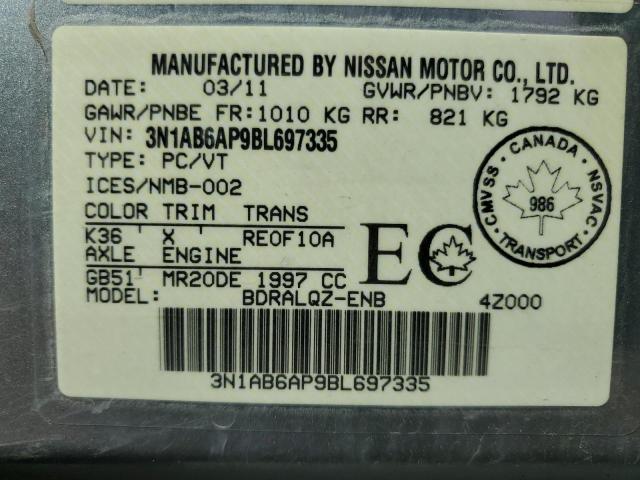 MANUFACTURED BY NISSAN MOTOR CO., LTD.
DATE: 03/11 GVWR/PNBV: 1792 KG
GAWR/PNBE FR: 1010 KG RR: 821 KG
VIN: 3N1AB6AP9BL697335
TYPE: PC/VT
ICES/NMB-002
COLOR TRIM TRANS
K36 X RE0F10A
AXLE ENGINE
GB51 MR20DE 1997 CC
MODEL: BDRALQZ-ENB 4Z000
EC
CANADA
CMVSS
986
NSVAC
TRANSPORT
3N1AB6AP9BL697335